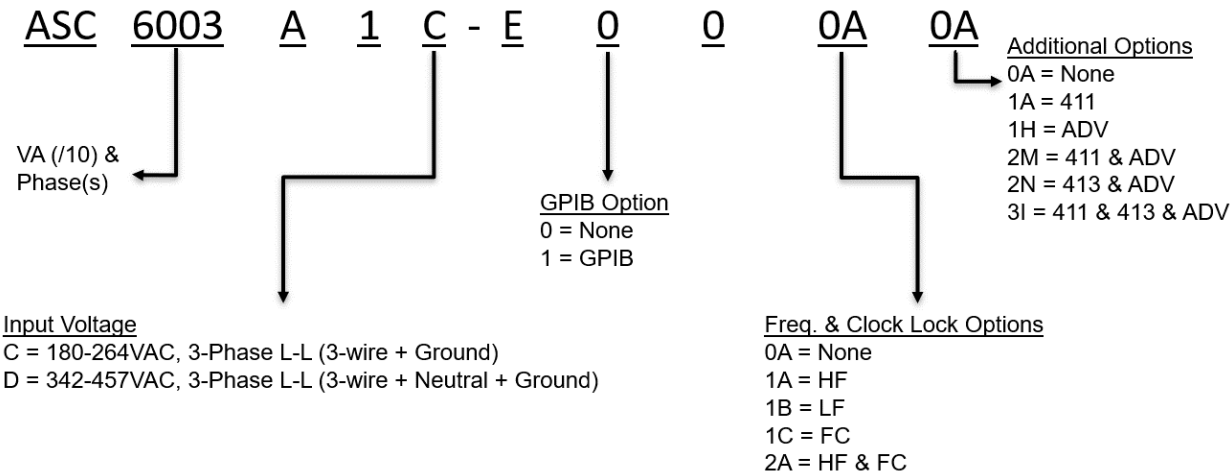 ASC 6003 A 1 C - E 0 0 0A 0A
Additional Options
0A = None
1A = 411
1H = ADV
2M = 411 & ADV
2N = 413 & ADV
3I = 411 & 413 & ADV
VA (/10) &
Phase(s)
GPIB Option
0 = None
1 = GPIB
Input Voltage
C = 180-264VAC, 3-Phase L-L (3-wire + Ground)
D = 342-457VAC, 3-Phase L-L (3-wire + Neutral + Ground)
Freq. & Clock Lock Options
0A = None
1A = HF
1B = LF
1C = FC
2A = HF & FC